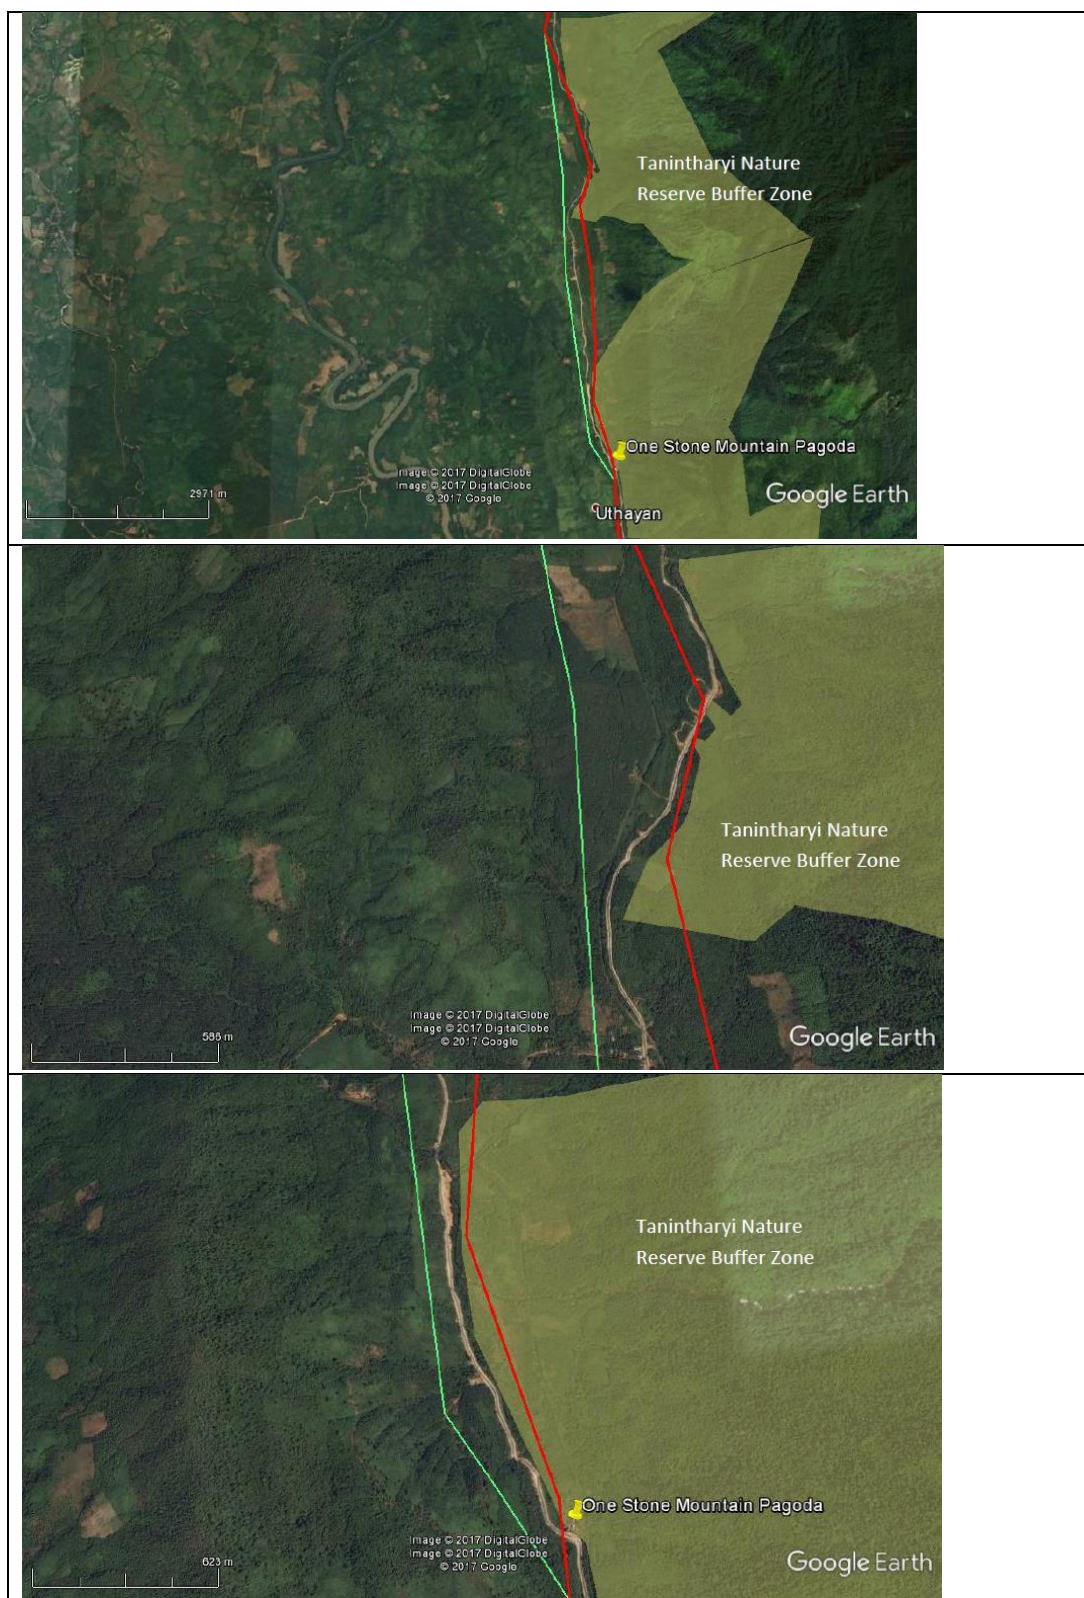 Tanintharyi Nature
Reserve Buffer Zone
One Stone Mountain Pagoda
Image © 2017 DigitalGlobe
Image © 2017 DigitalGlobe
© 2017 Google
2971 m
Google Earth
Uthayan
Tanintharyi Nature
Reserve Buffer Zone
Image © 2017 DigitalGlobe
Image © 2017 DigitalGlobe
© 2017 Google
586 m
Google Earth
Tanintharyi Nature
Reserve Buffer Zone
One Stone Mountain Pagoda
Image © 2017 DigitalGlobe
Image © 2017 DigitalGlobe
© 2017 Google
623 m
Google Earth